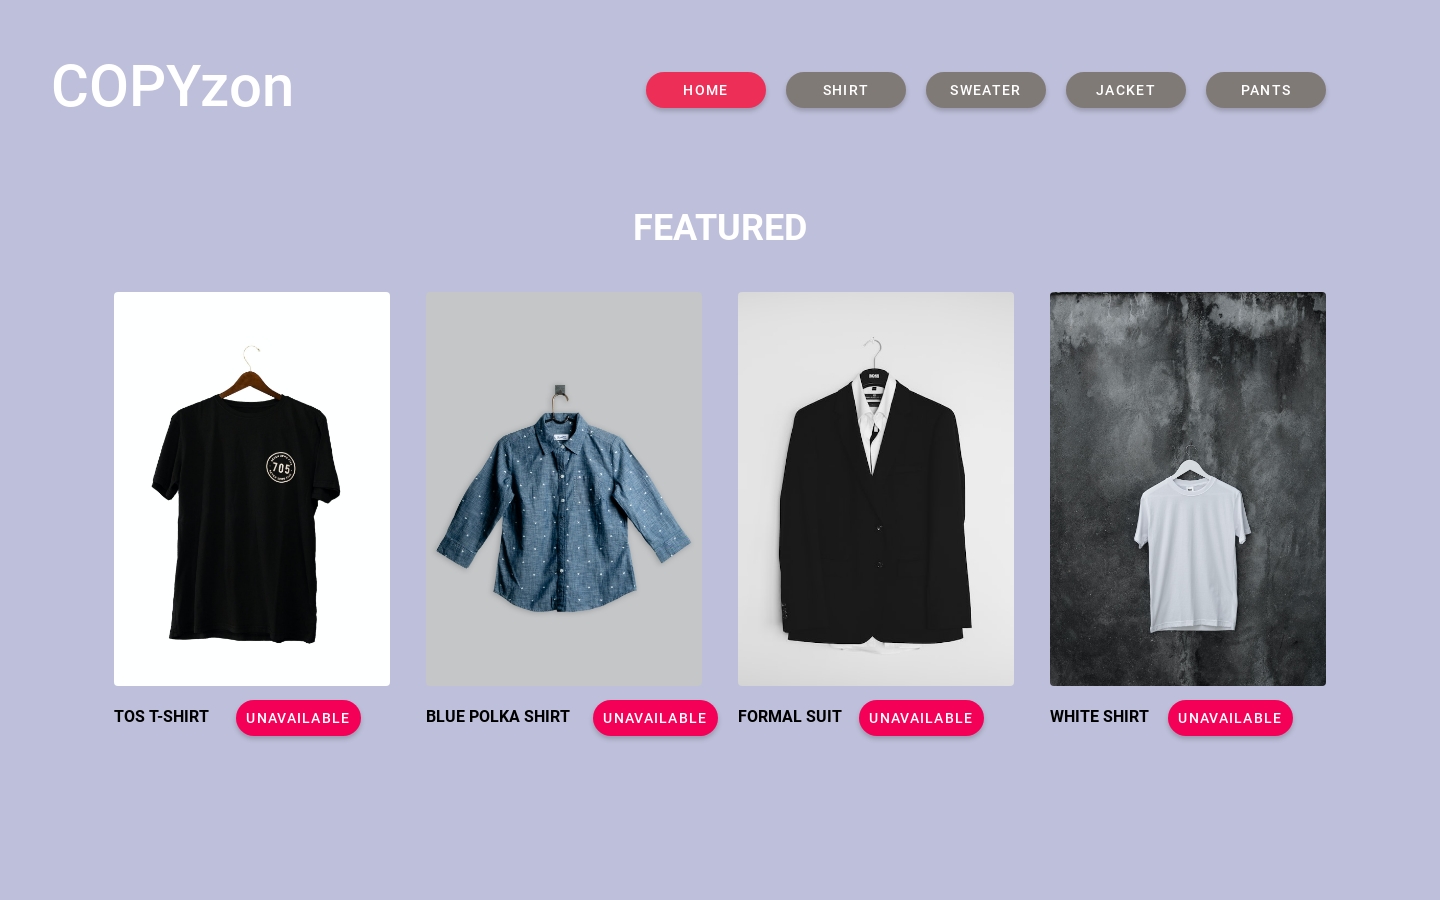 COPYzon
HOME
SHIRT
SWEATER
JACKET
PANTS
FEATURED
705
TOS T-SHIRT
UNAVAILABLE
BLUE POLKA SHIRT
UNAVAILABLE
FORMAL SUIT
UNAVAILABLE
WHITE SHIRT
UNAVAILABLE